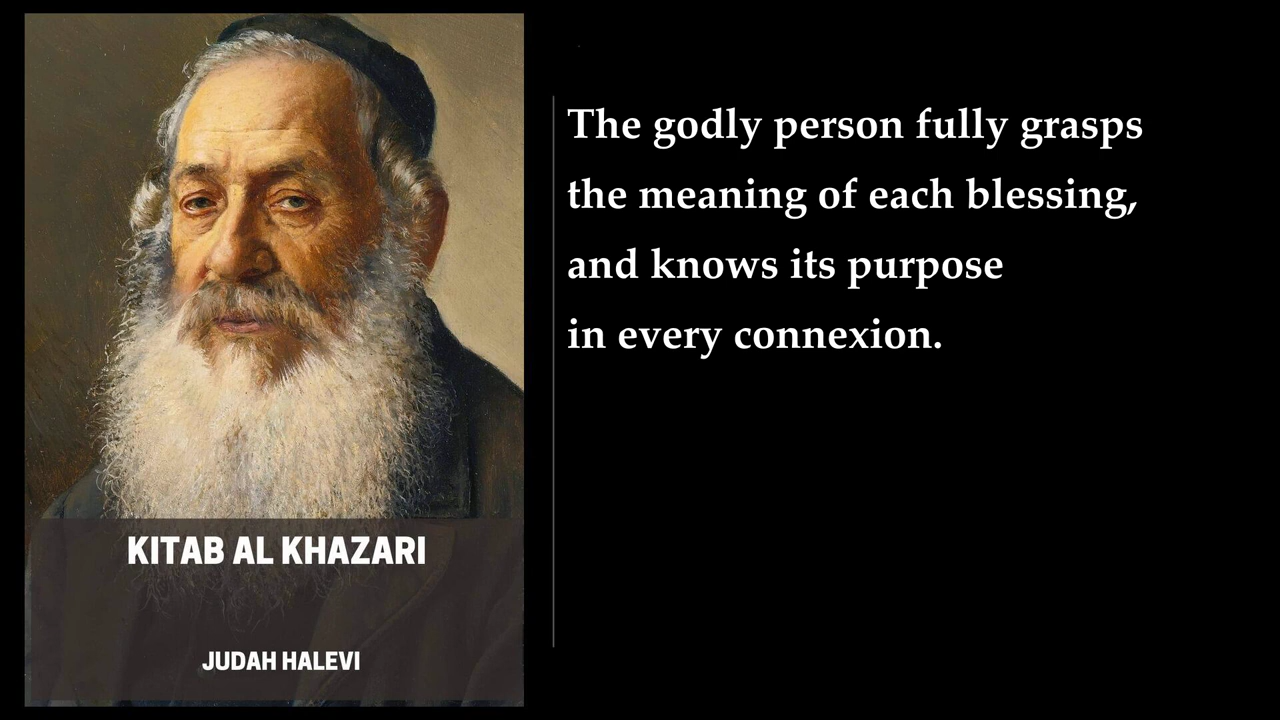 KITAB AL KHAZARI
JUDAH HALEVI
The godly person fully grasps
the meaning of each blessing,
and knows its purpose
in every connexion.